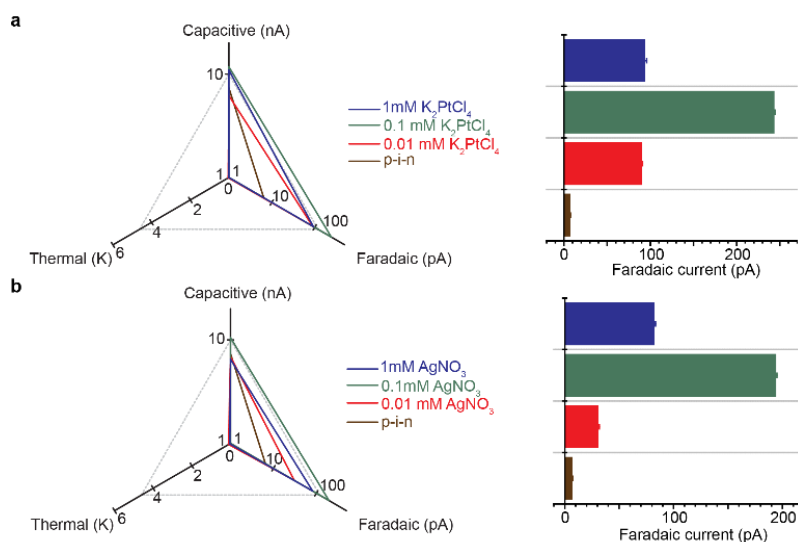 a
Capacitive (nA)
10
1
1
0
2
4
6
10
100
Thermal (K)
Faradaic (pA)
1mM K₂PtCl₄
0.1 mM K₂PtCl₄
0.01 mM K₂PtCl₄
p-i-n
0
100
200
Faradaic current (pA)
b
Capacitive (nA)
10
1
1
0
2
4
6
10
100
Thermal (K)
Faradaic (pA)
1mM AgNO₃
0.1mM AgNO₃
0.01 mM AgNO₃
p-i-n
0
100
200
Faradaic current (pA)